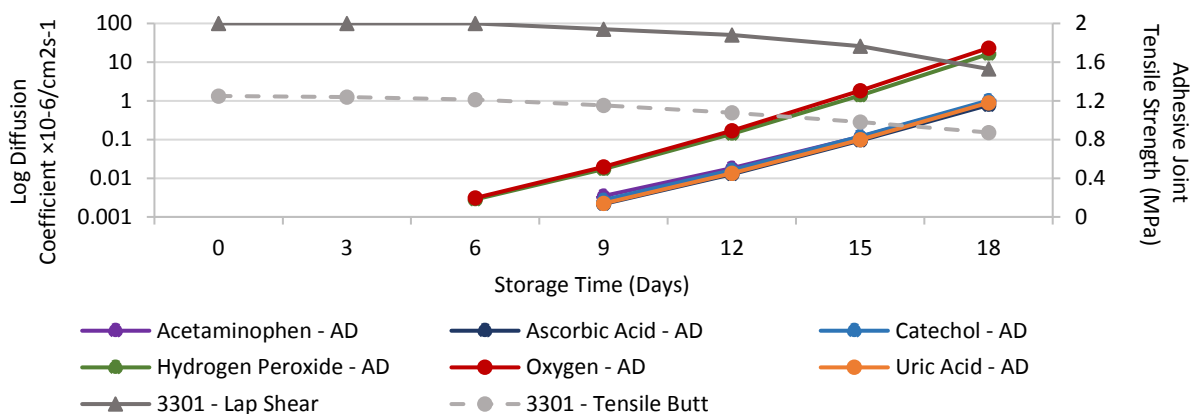 Log Diffusion
Coefficient ×10-6/cm2s-1
100
10
1
0.1
0.01
0.001
2
1.6
1.2
0.8
0.4
0
Adhesive Joint
Tensile Strength (MPa)
0 3 6 9 12 15 18
Storage Time (Days)
Acetaminophen - AD Ascorbic Acid - AD Catechol - AD
Hydrogen Peroxide - AD Oxygen - AD Uric Acid - AD
3301 - Lap Shear 3301 - Tensile Butt